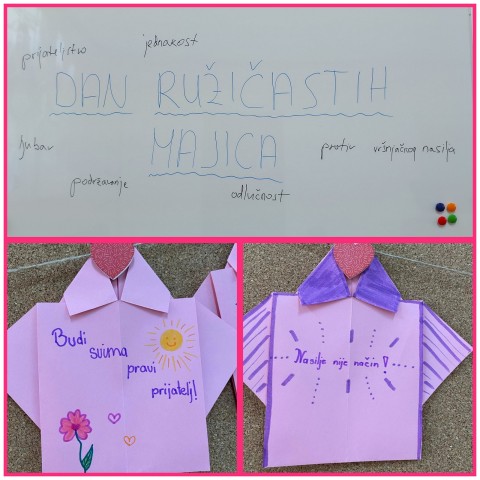 prijateljstvo
jednakost
DAN RUŽIČASTIH
MAJICA
ljubav
protiv vršnjačkog nasilja
podržavanje
odlučnost
Budi
svima
pravi
prijatelj!
Nasilje nije način!